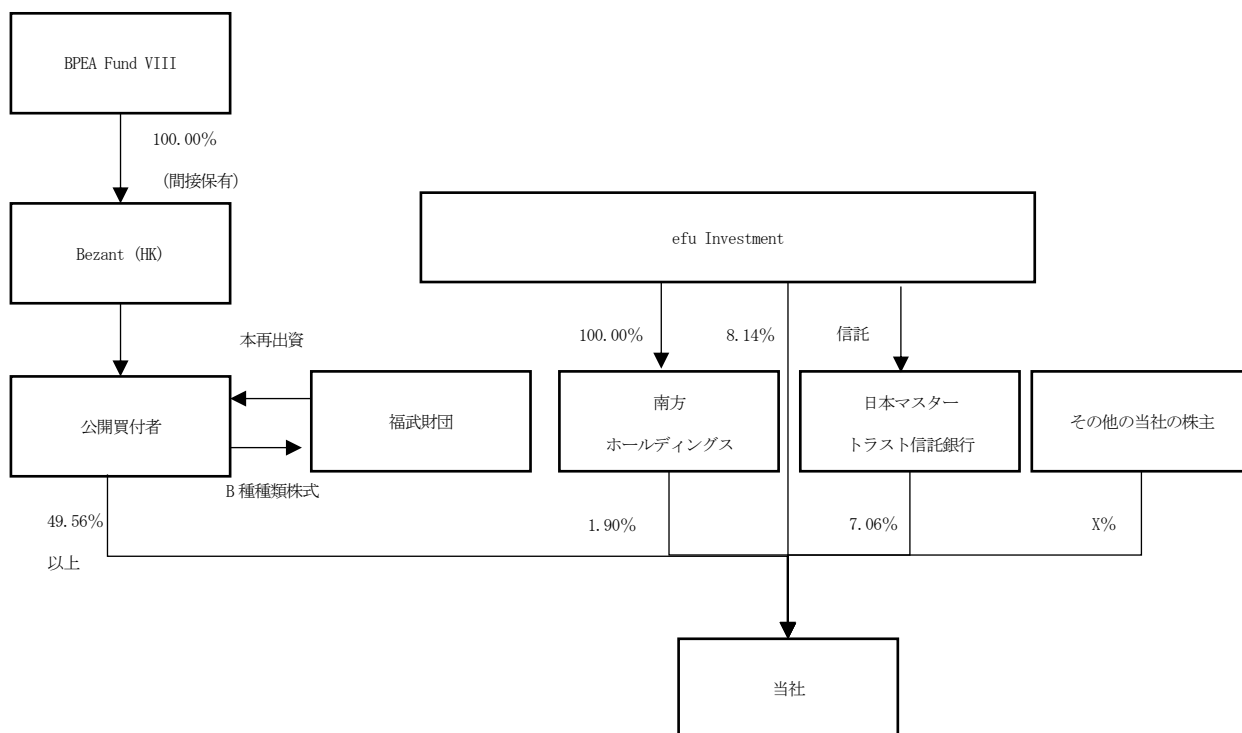 BPEA Fund VIII
100.00%
(間接保有)
Bezant (HK)
efu Investment
本再出資
100.00%
8.14%
信託
公開買付者
福武財団
南方
ホールディングス
日本マスター
トラスト信託銀行
その他の当社の株主
B 種種類株式
49.56%
以上
1.90%
7.06%
X%
当社